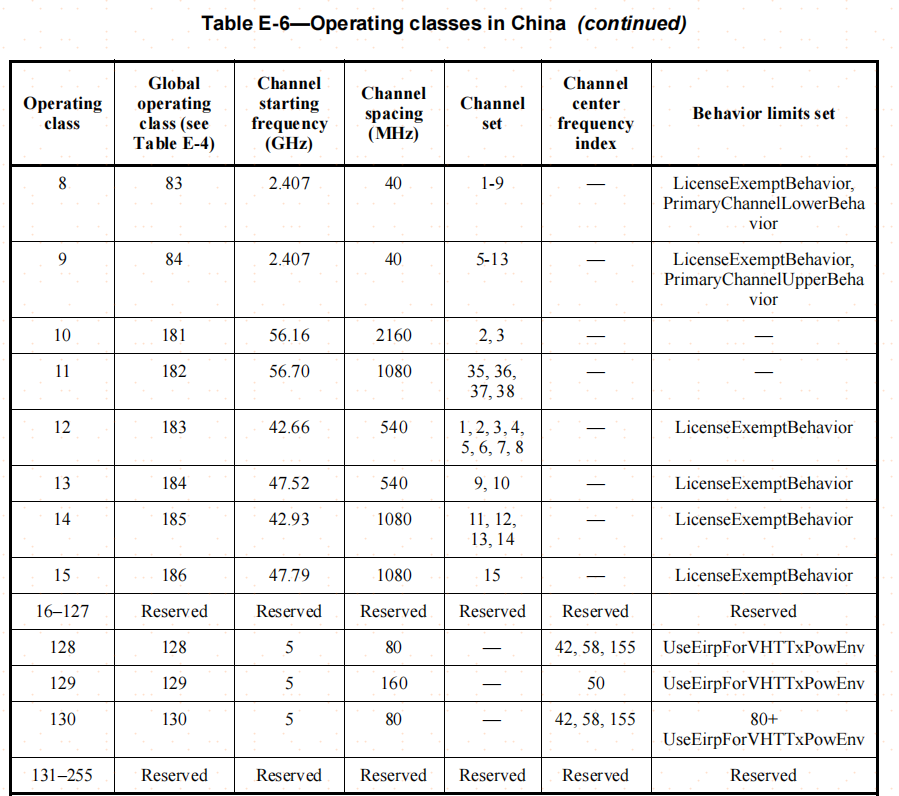 Table E-6—Operating classes in China (continued)
Operating class | Global operating class (see Table E-4) | Channel starting frequency (GHz) | Channel spacing (MHz) | Channel set | Channel center frequency index | Behavior limits set
8 | 83 | 2.407 | 40 | 1-9 | — | LicenseExemptBehavior, PrimaryChannelLowerBehavior
9 | 84 | 2.407 | 40 | 5-13 | — | LicenseExemptBehavior, PrimaryChannelUpperBehavior
10 | 181 | 56.16 | 2160 | 2, 3 | — | —
11 | 182 | 56.70 | 1080 | 35, 36, 37, 38 | — | —
12 | 183 | 42.66 | 540 | 1, 2, 3, 4, 5, 6, 7, 8 | — | LicenseExemptBehavior
13 | 184 | 47.52 | 540 | 9, 10 | — | LicenseExemptBehavior
14 | 185 | 42.93 | 1080 | 11, 12, 13, 14 | — | LicenseExemptBehavior
15 | 186 | 47.79 | 1080 | 15 | — | LicenseExemptBehavior
16–127 | Reserved | Reserved | Reserved | Reserved | Reserved | Reserved
128 | 128 | 5 | 80 | — | 42, 58, 155 | UseEirpForVHTTxPowEnv
129 | 129 | 5 | 160 | — | 50 | UseEirpForVHTTxPowEnv
130 | 130 | 5 | 80 | — | 42, 58, 155 | 80+ UseEirpForVHTTxPowEnv
131–255 | Reserved | Reserved | Reserved | Reserved | Reserved | Reserved